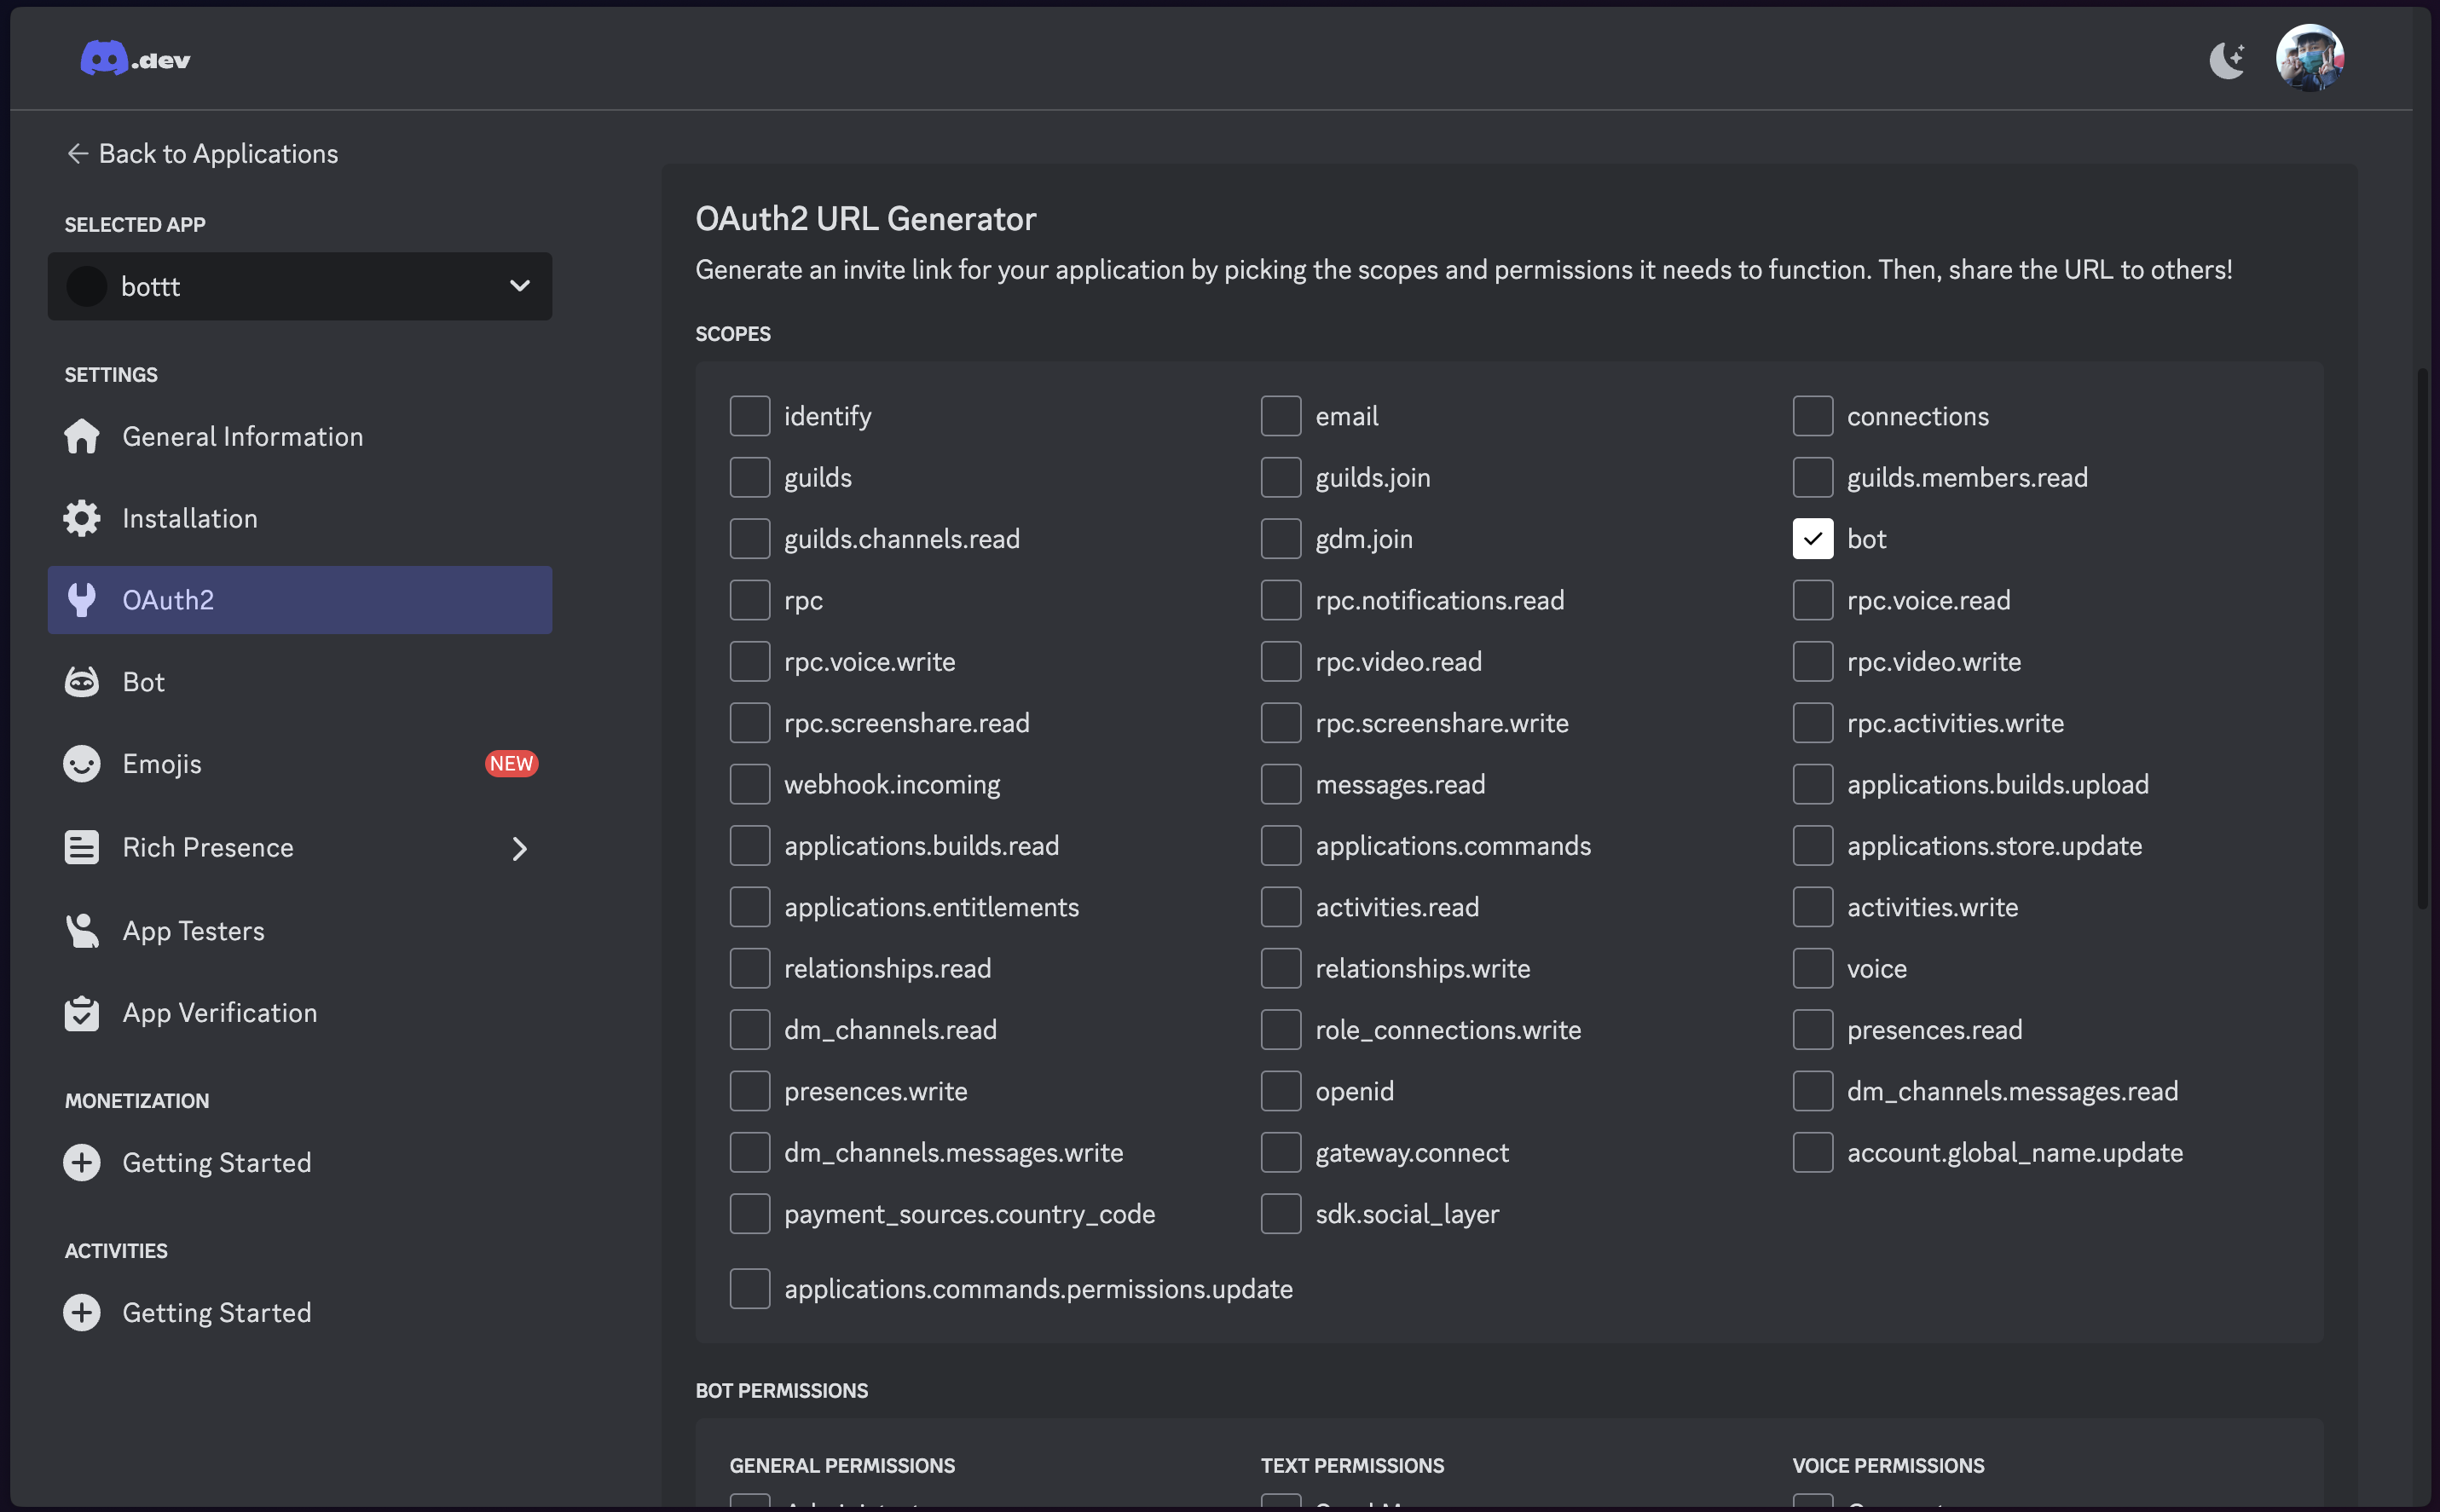 .dev
Back to Applications
SELECTED APP
bottt
SETTINGS
General Information
Installation
OAuth2
Bot
Emojis NEW
Rich Presence
App Testers
App Verification
MONETIZATION
Getting Started
ACTIVITIES
Getting Started
OAuth2 URL Generator
Generate an invite link for your application by picking the scopes and permissions it needs to function. Then, share the URL to others!
SCOPES
identify email connections
guilds guilds.join guilds.members.read
guilds.channels.read gdm.join bot
rpc rpc.notifications.read rpc.voice.read
rpc.voice.write rpc.video.read rpc.video.write
rpc.screenshare.read rpc.screenshare.write rpc.activities.write
webhook.incoming messages.read applications.builds.upload
applications.builds.read applications.commands applications.store.update
applications.entitlements activities.read activities.write
relationships.read relationships.write voice
dm_channels.read role_connections.write presences.read
presences.write openid dm_channels.messages.read
dm_channels.messages.write gateway.connect account.global_name.update
payment_sources.country_code sdk.social_layer
applications.commands.permissions.update
BOT PERMISSIONS
GENERAL PERMISSIONS TEXT PERMISSIONS VOICE PERMISSIONS